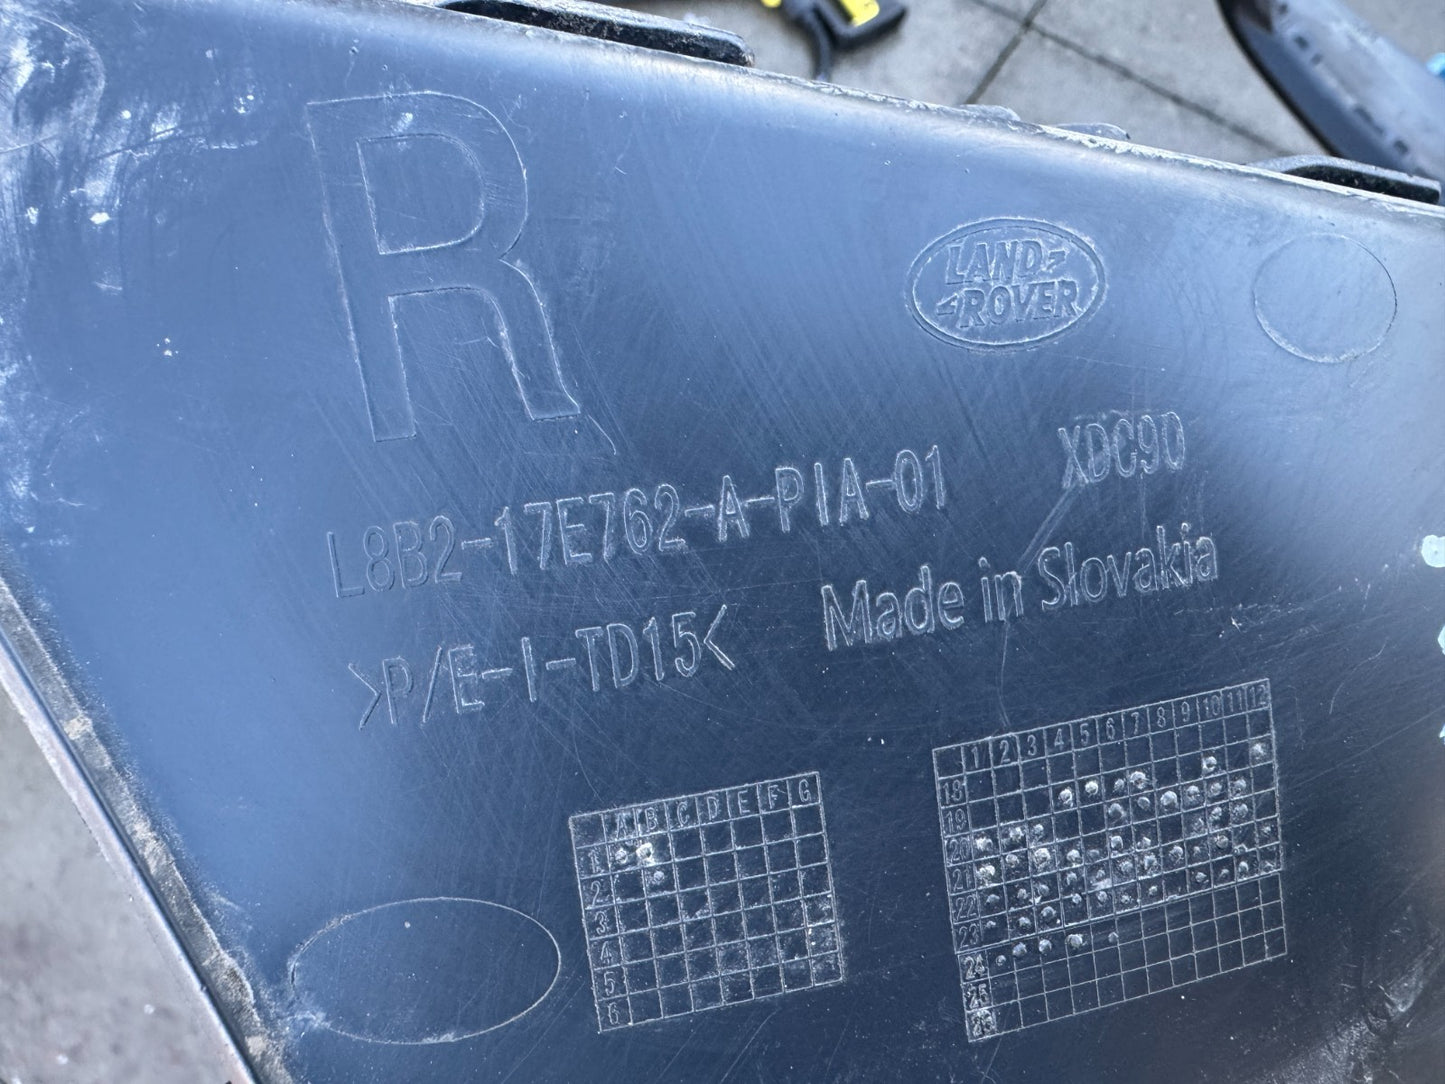 R
LAND
ROVER
L8B2-17E762-A-PIA-01 XDC90
>P/E-I-TD15< Made in Slovakia
A B C D E F G
1
2
3
4
5
6
1 2 3 4 5 6 7 8 9 10 11 12
18
19
20
21
22
23
24
25
26